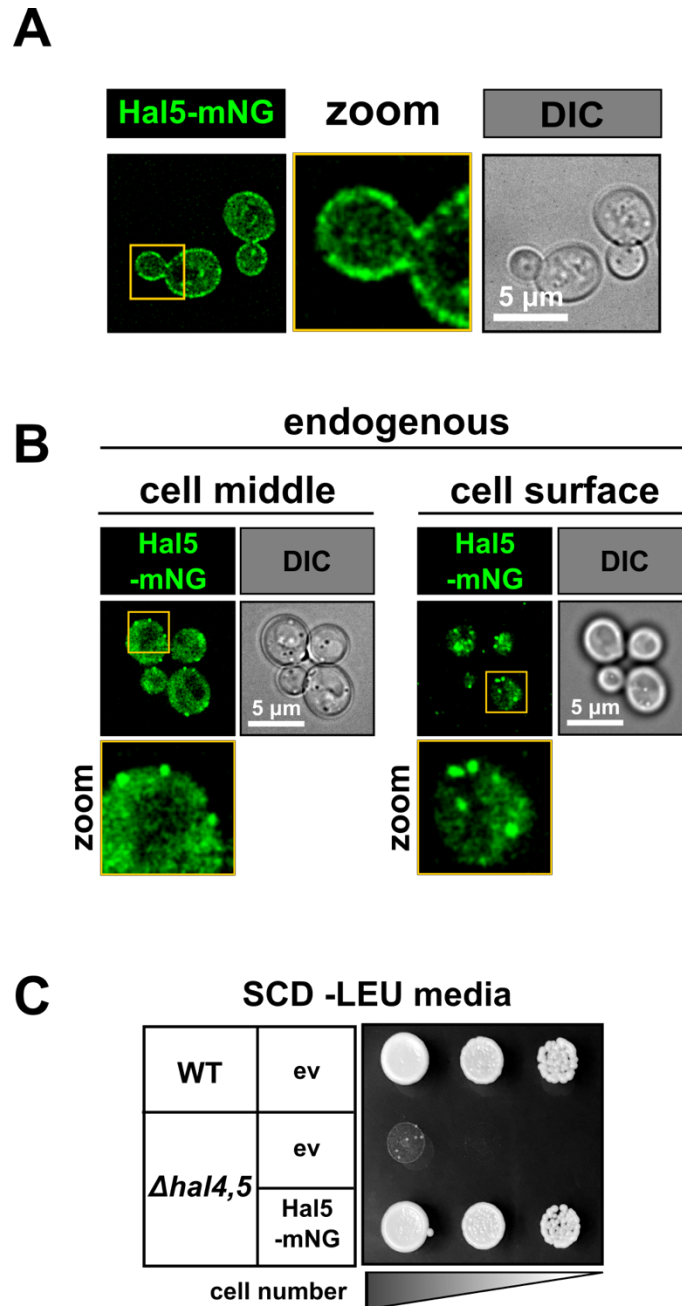 A
Hal5-mNG
zoom
DIC
5 µm
B
endogenous
cell middle
cell surface
Hal5
-mNG
DIC
Hal5
-mNG
DIC
5 µm
5 µm
zoom
zoom
C
SCD -LEU media
WT
ev
Δhal4,5
ev
Hal5
-mNG
cell number